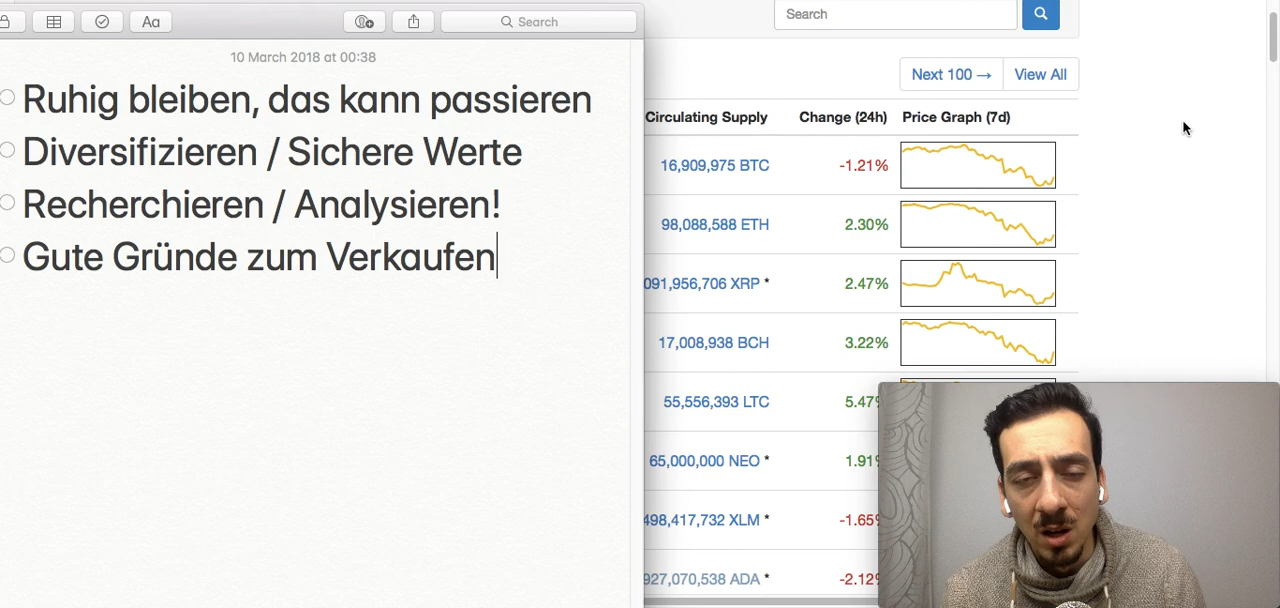 Aa
Search
Search
10 March 2018 at 00:38
Ruhig bleiben, das kann passieren
Diversifizieren / Sichere Werte
Recherchieren / Analysieren!
Gute Gründe zum Verkaufen
Next 100 → View All
Circulating Supply Change (24h) Price Graph (7d)
16,909,975 BTC -1.21%
98,088,588 ETH 2.30%
091,956,706 XRP * 2.47%
17,008,938 BCH 3.22%
55,556,393 LTC 5.47%
65,000,000 NEO * 1.91%
498,417,732 XLM * -1.65%
927,070,538 ADA * -2.12%